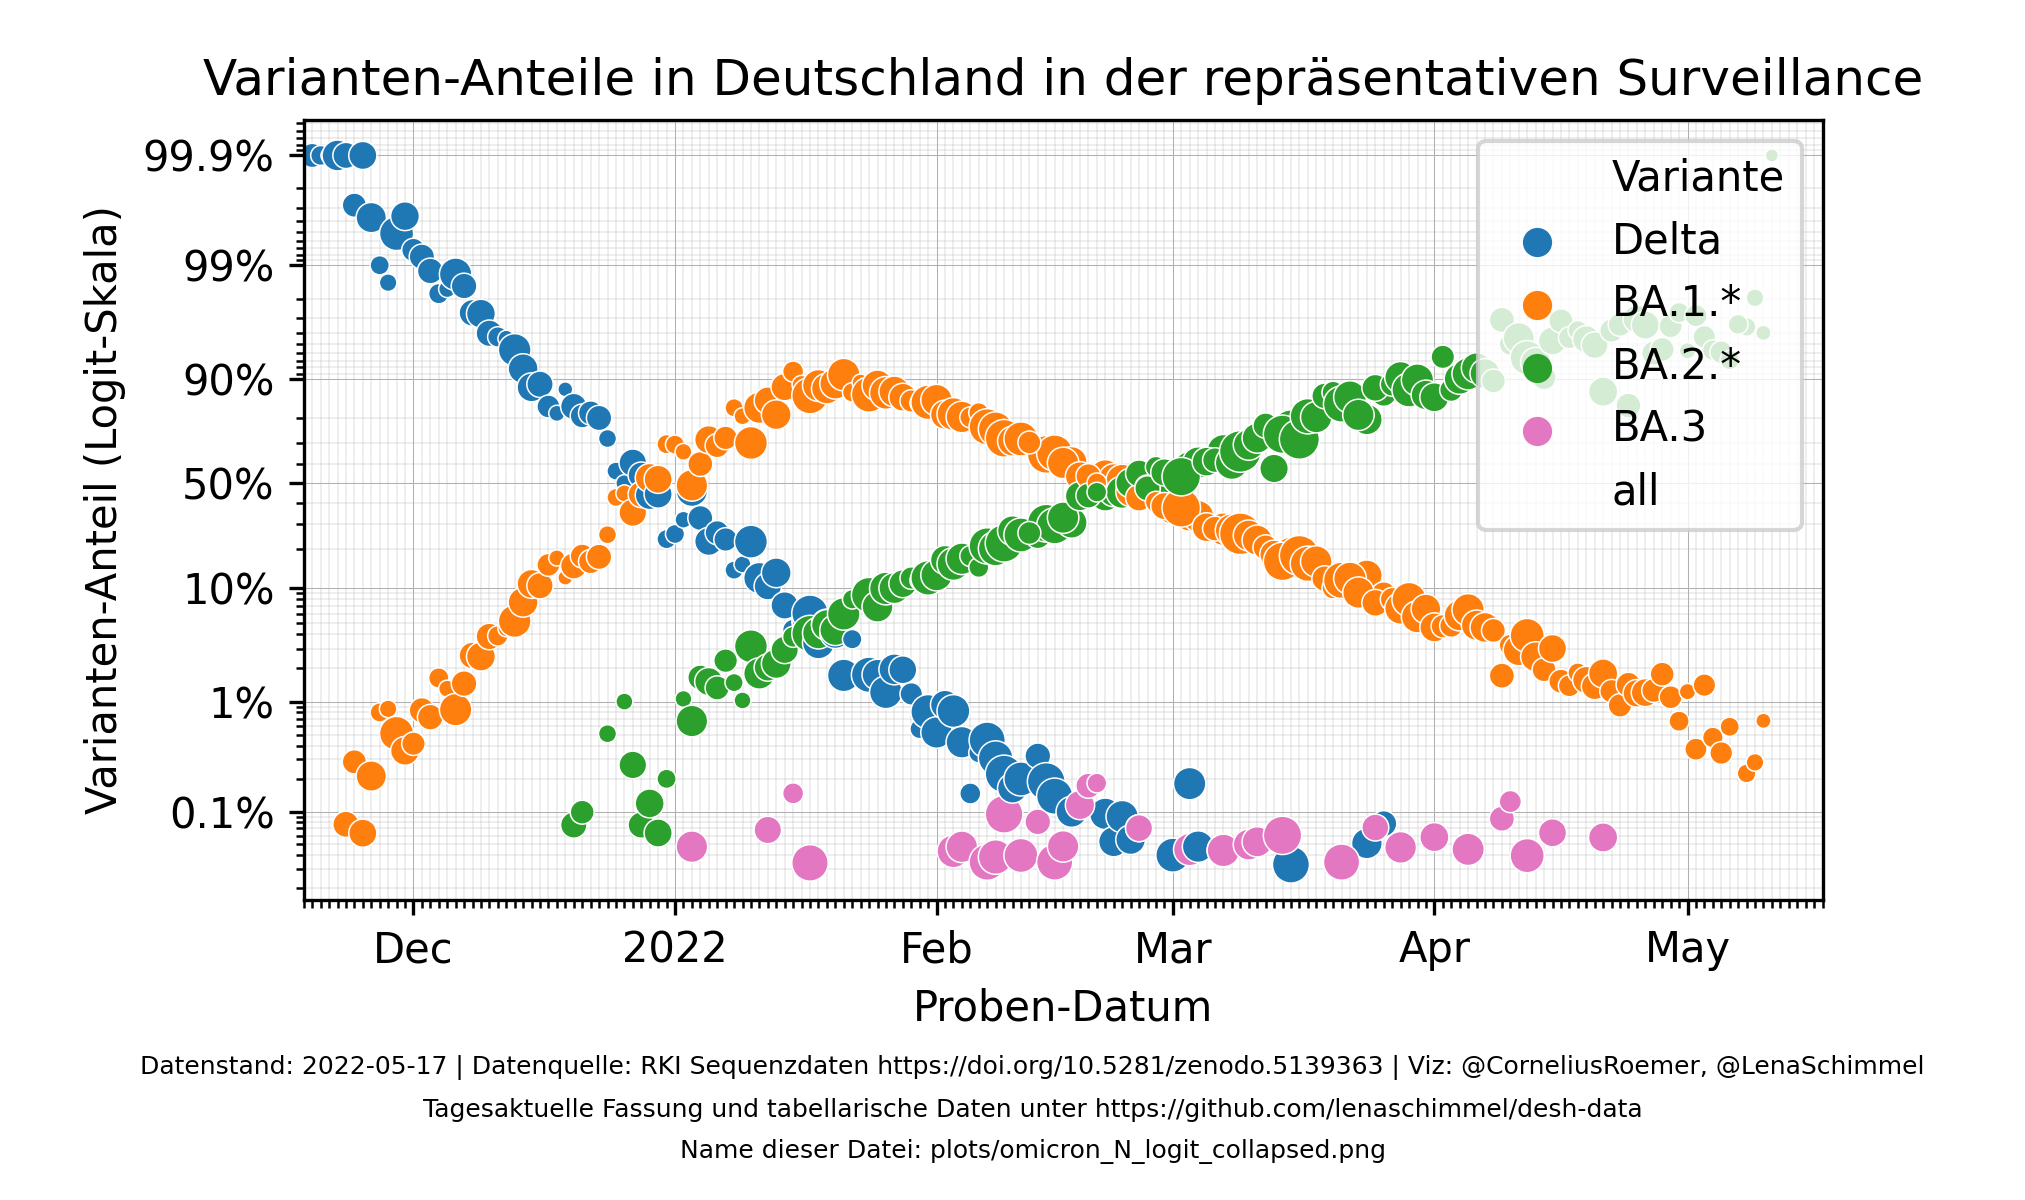 Varianten-Anteile in Deutschland in der repräsentativen Surveillance
Varianten-Anteil (Logit-Skala)
99.9%
99%
90%
50%
10%
1%
0.1%
Variante
Delta
BA.1.*
BA.2.*
BA.3
all
Dec 2022 Feb Mar Apr May
Proben-Datum
Datenstand: 2022-05-17 | Datenquelle: RKI Sequenzdaten https://doi.org/10.5281/zenodo.5139363 | Viz: @CorneliusRoemer, @LenaSchimmel
Tagesaktuelle Fassung und tabellarische Daten unter https://github.com/lenaschimmel/desh-data
Name dieser Datei: plots/omicron_N_logit_collapsed.png